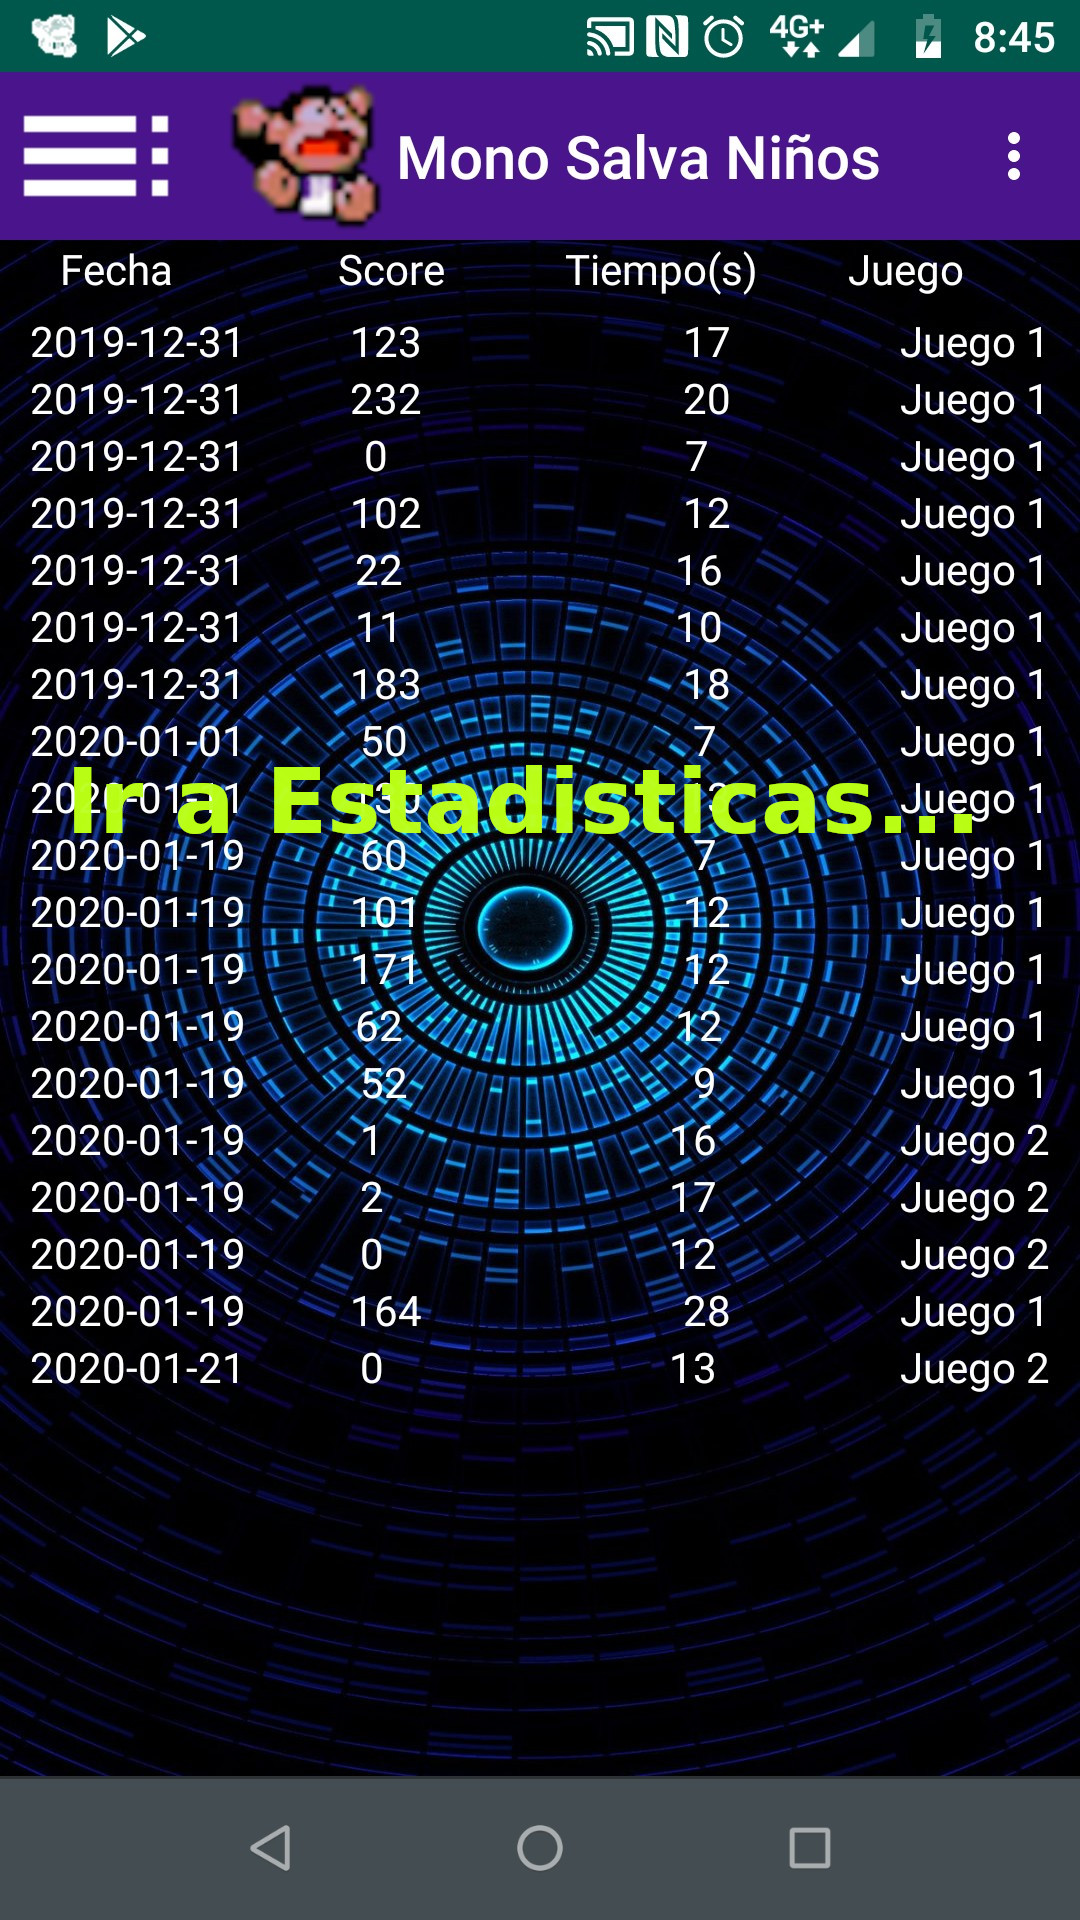 8:45
4G+
Mono Salva Niños
Fecha Score Tiempo(s) Juego
2019-12-31 123 17 Juego 1
2019-12-31 232 20 Juego 1
2019-12-31 0 7 Juego 1
2019-12-31 102 12 Juego 1
2019-12-31 22 16 Juego 1
2019-12-31 11 10 Juego 1
2019-12-31 183 18 Juego 1
2020-01-01 50 7 Juego 1
Ir a Estadisticas...
Juego 1
2020-01-19 60 7 Juego 1
2020-01-19 101 12 Juego 1
2020-01-19 171 12 Juego 1
2020-01-19 62 12 Juego 1
2020-01-19 52 9 Juego 1
2020-01-19 1 16 Juego 2
2020-01-19 2 17 Juego 2
2020-01-19 0 12 Juego 2
2020-01-19 164 28 Juego 1
2020-01-21 0 13 Juego 2